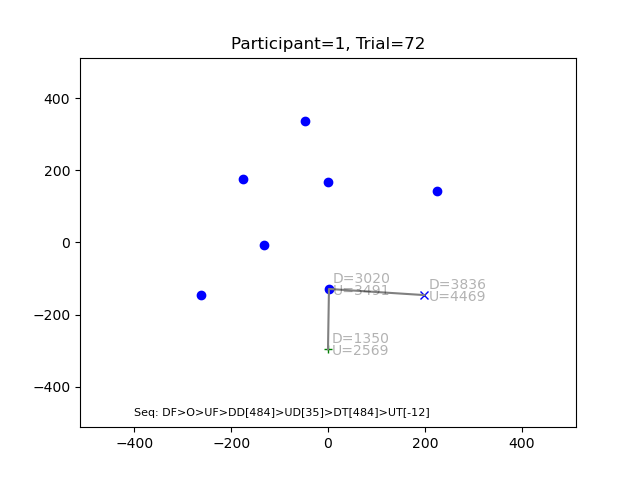 Participant=1, Trial=72
400
200
0
−200
−400
D=3020
U=3491
D=3836
U=4469
D=1350
U=2569
Seq: DF>O>UF>DD[484]>UD[35]>DT[484]>UT[-12]
−400 −200 0 200 400